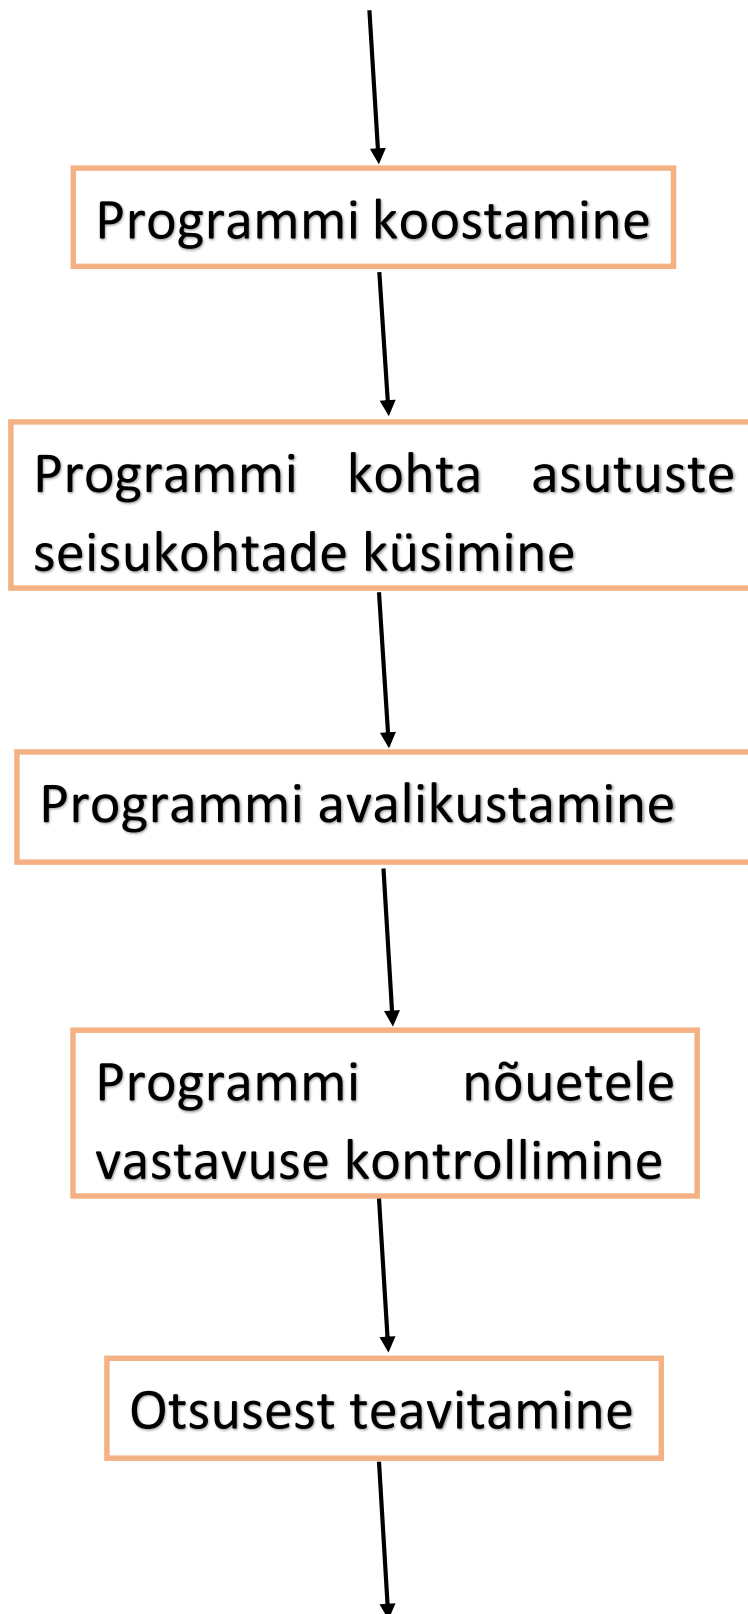 Programmi koostamine
Programmi kohta asutuste
seisukohtade küsimine
Programmi avalikustamine
Programmi nõuetele
vastavuse kontrollimine
Otsusest teavitamine